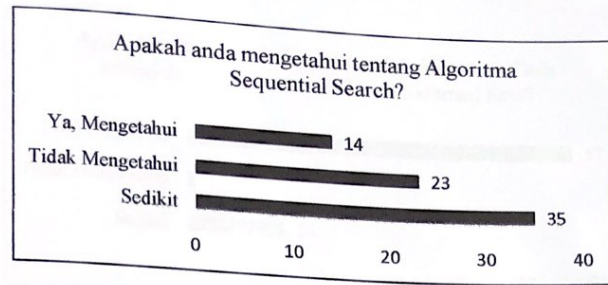 Apakah anda mengetahui tentang Algoritma
Sequential Search?
Ya, Mengetahui 14
Tidak Mengetahui 23
Sedikit 35
0 10 20 30 40